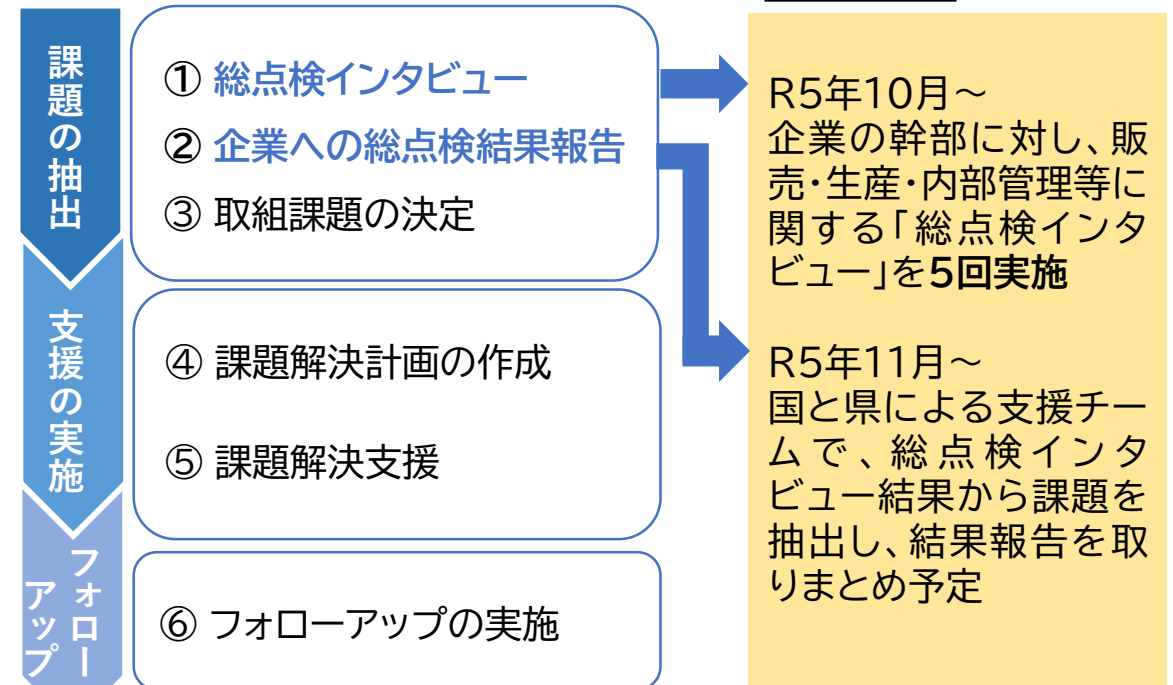 課題の抽出
① 総点検インタビュー
② 企業への総点検結果報告
③ 取組課題の決定
支援の実施
④ 課題解決計画の作成
⑤ 課題解決支援
フォロー
アップ
⑥ フォローアップの実施
R5年10月～
企業の幹部に対し、販
売・生産・内部管理等に
関する「総点検インタ
ビュー」を5回実施
R5年11月～
国と県による支援チー
ムで、総点検インタ
ビュー結果から課題を
抽出し、結果報告を取
りまとめ予定